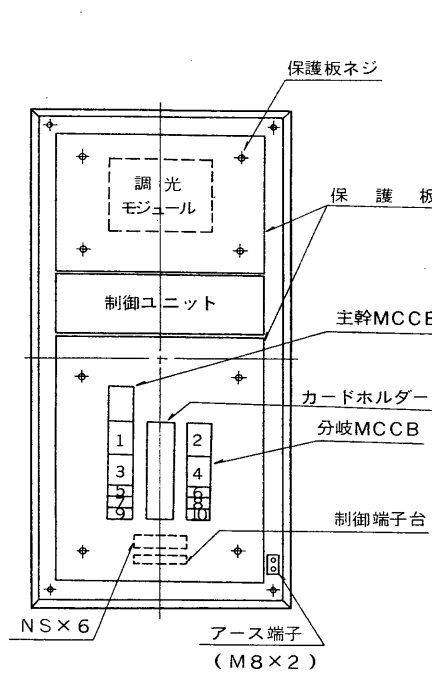 保護板ネジ
調 光
モジュール
保 護 板
制御ユニット
主幹MCCB
カードホルダー
1
2
分岐MCCB
3
4
5
6
7
8
9
10
制御端子台
NS×6
アース端子
(M8×2)